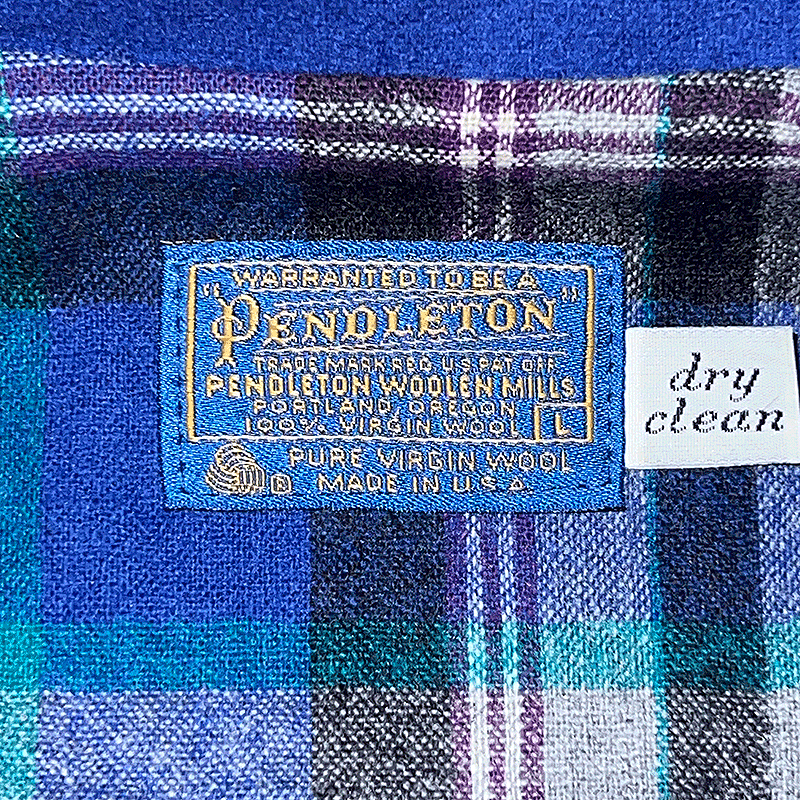 WARRANTED TO BE A
"PENDLETON"
TRADE MARK REG. U.S. PAT OFF
PENDLETON WOOLEN MILLS
PORTLAND, OREGON
100% VIRGIN WOOL L
PURE VIRGIN WOOL
MADE IN U.S.A.
dry
clean